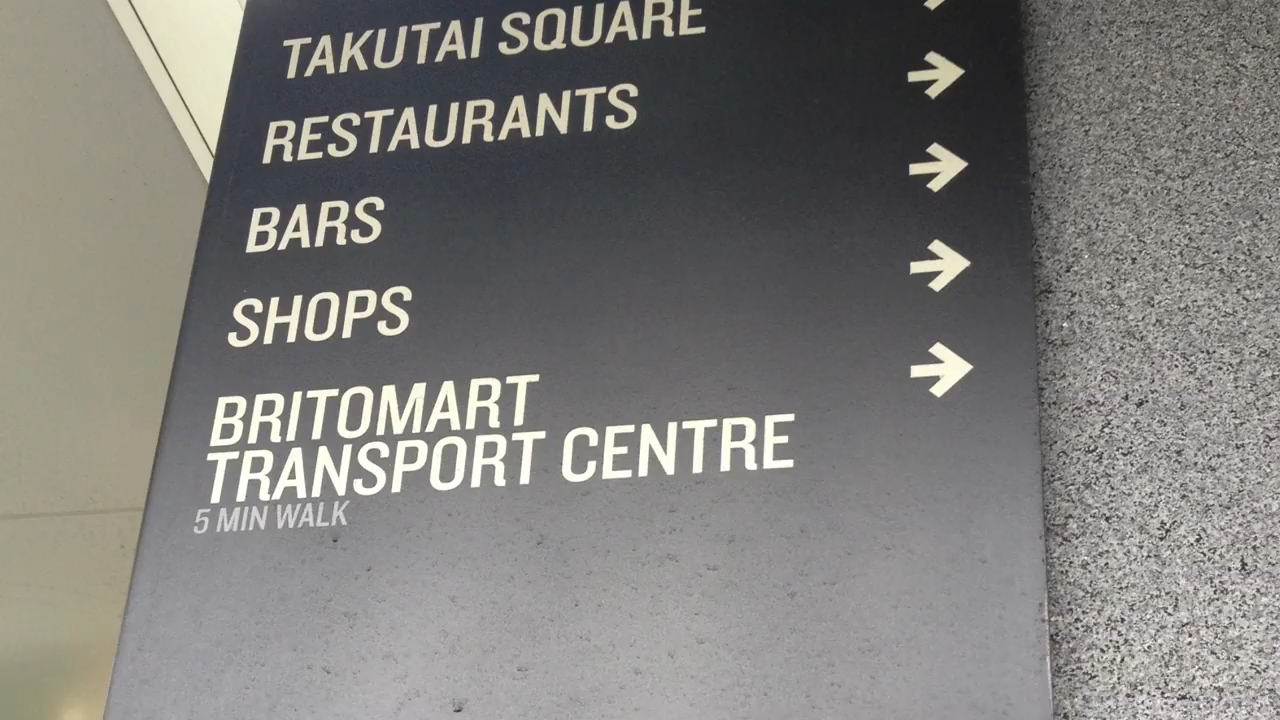 TAKUTAI SQUARE
RESTAURANTS
BARS
SHOPS
BRITOMART
TRANSPORT CENTRE
5 MIN WALK